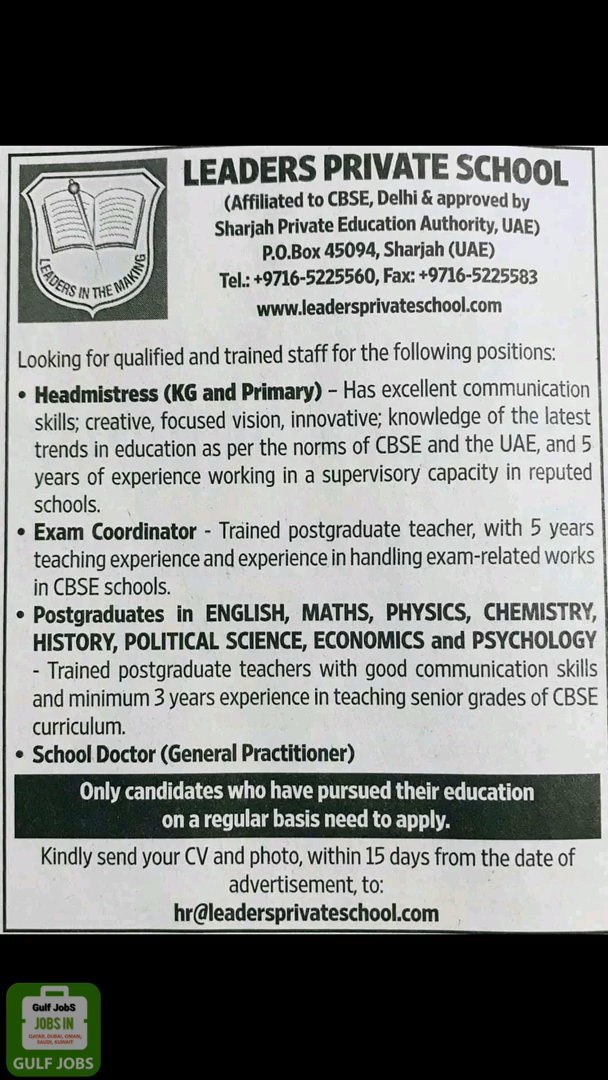 LEADERS PRIVATE SCHOOL
(Affiliated to CBSE, Delhi & approved by
Sharjah Private Education Authority, UAE)
P.O.Box 45094, Sharjah (UAE)
Tel.: +9716-5225560, Fax: +9716-5225583
www.leadersprivateschool.com
LEADERS IN THE MAKING
Looking for qualified and trained staff for the following positions:
• Headmistress (KG and Primary) – Has excellent communication
skills; creative, focused vision, innovative; knowledge of the latest
trends in education as per the norms of CBSE and the UAE, and 5
years of experience working in a supervisory capacity in reputed
schools.
• Exam Coordinator - Trained postgraduate teacher, with 5 years
teaching experience and experience in handling exam-related works
in CBSE schools.
• Postgraduates in ENGLISH, MATHS, PHYSICS, CHEMISTRY,
HISTORY, POLITICAL SCIENCE, ECONOMICS and PSYCHOLOGY
- Trained postgraduate teachers with good communication skills
and minimum 3 years experience in teaching senior grades of CBSE
curriculum.
• School Doctor (General Practitioner)
Only candidates who have pursued their education
on a regular basis need to apply.
Kindly send your CV and photo, within 15 days from the date of
advertisement, to:
hr@leadersprivateschool.com
Gulf JobS
JOBS IN
QATAR, DUBAI, OMAN,
SAUDI, KUWAIT
GULF JOBS